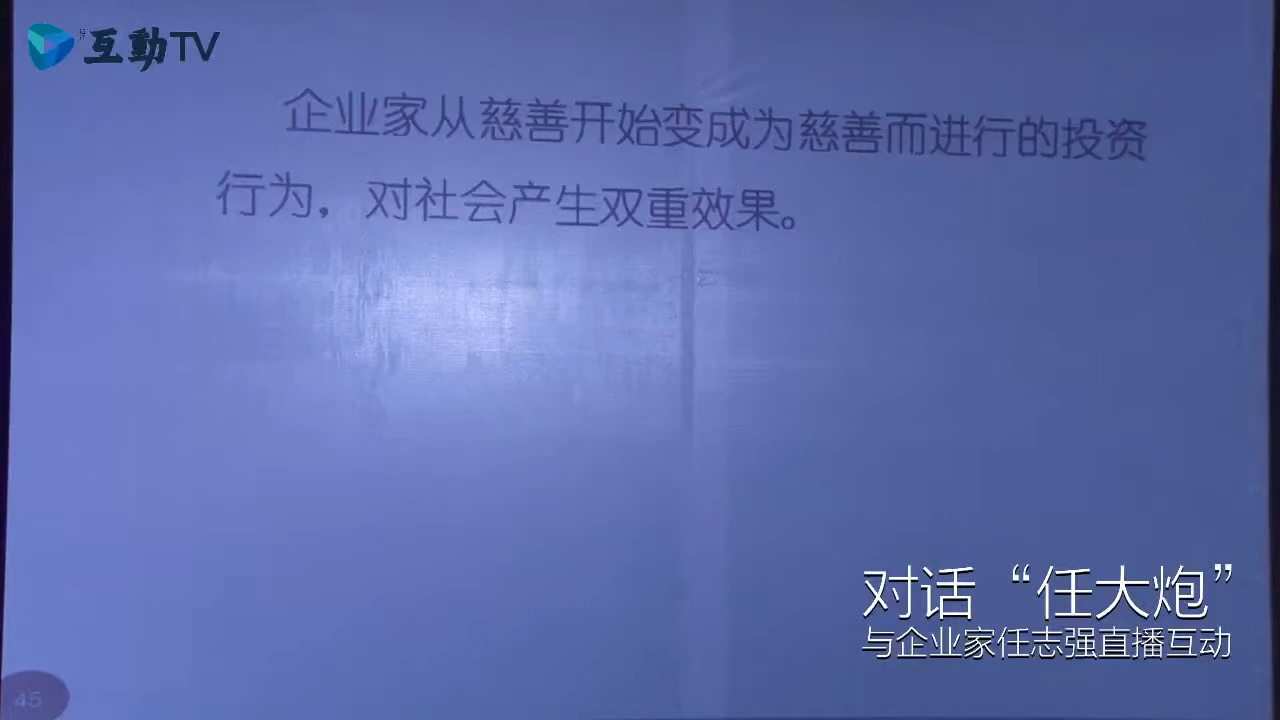 互動TV
企业家从慈善开始变成为慈善而进行的投资
行为，对社会产生双重效果。
对话“任大炮”
与企业家任志强直播互动
45